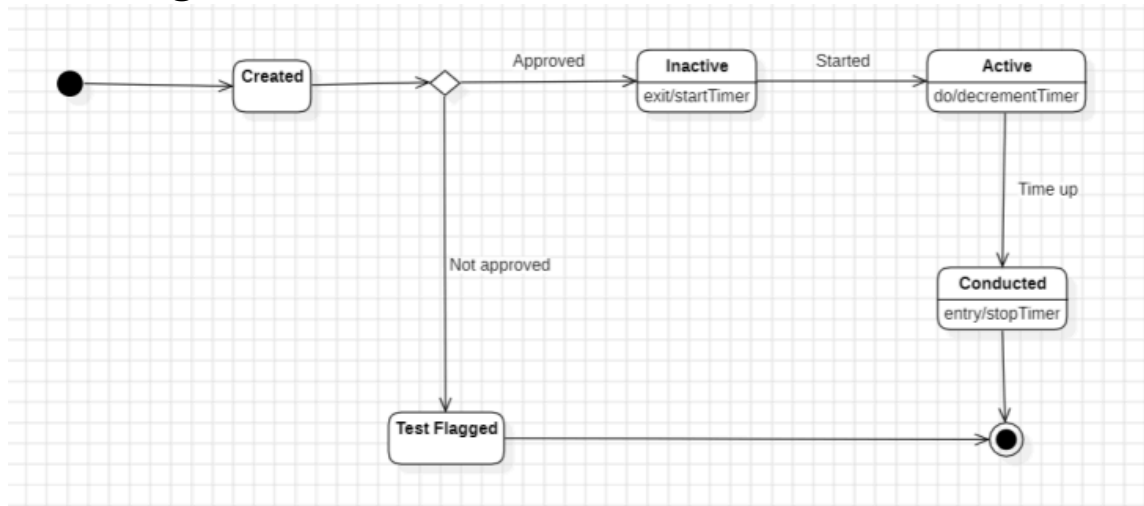 Created
Approved
Inactive
exit/startTimer
Started
Active
do/decrementTimer
Time up
Not approved
Conducted
entry/stopTimer
Test Flagged